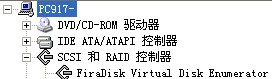 PC917-
DVD/CD-ROM 驱动器
IDE ATA/ATAPI 控制器
SCSI 和 RAID 控制器
FiraDisk Virtual Disk Enumerator